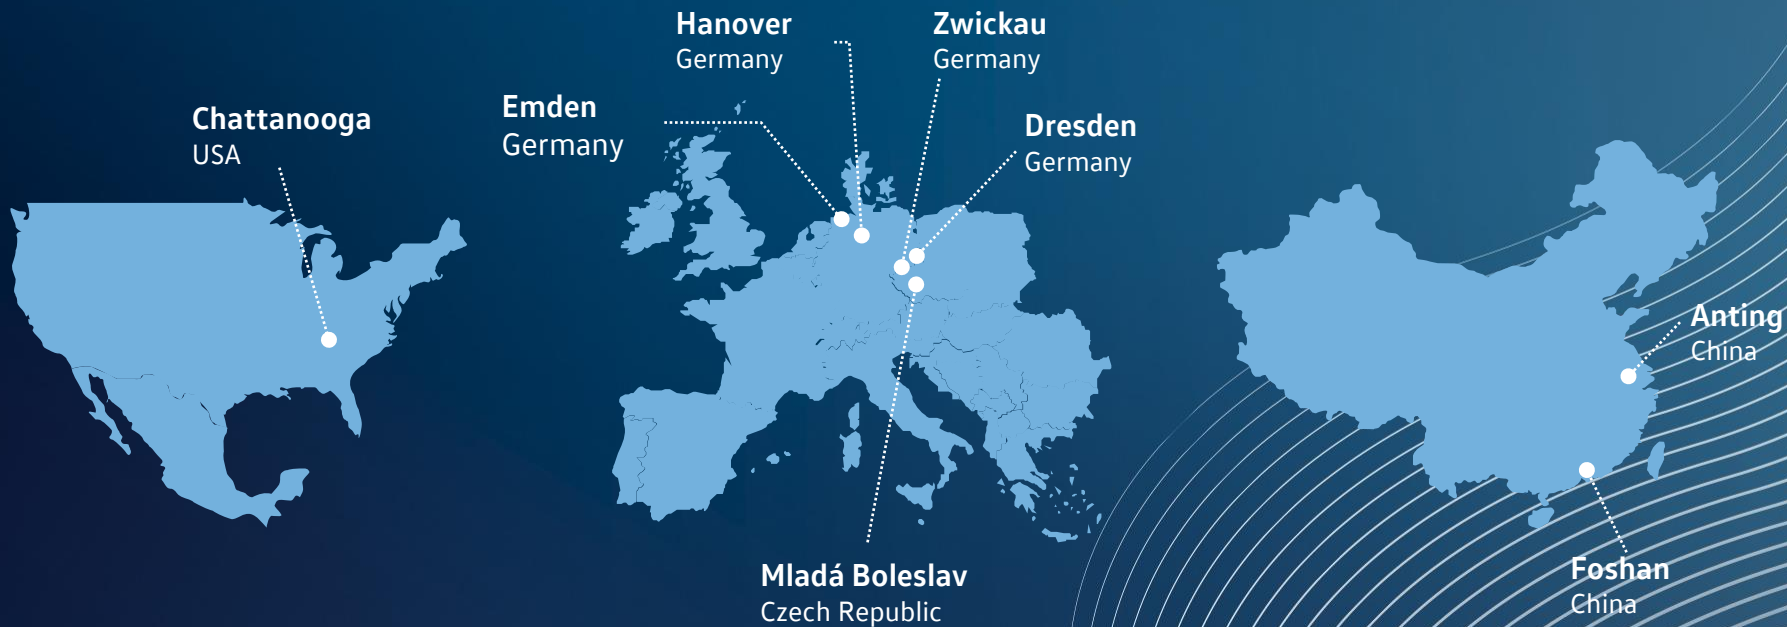 Hanover
Germany
Zwickau
Germany
Chattanooga
USA
Emden
Germany
Dresden
Germany
Anting
China
Mladá Boleslav
Czech Republic
Foshan
China